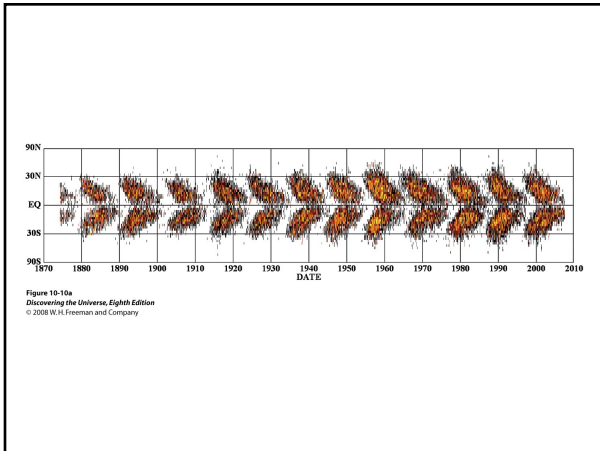 90N
30N
EQ
30S
90S
1870 1880 1890 1900 1910 1920 1930 1940 1950 1960 1970 1980 1990 2000 2010
DATE
Figure 10-10a
Discovering the Universe, Eighth Edition
© 2008 W. H. Freeman and Company